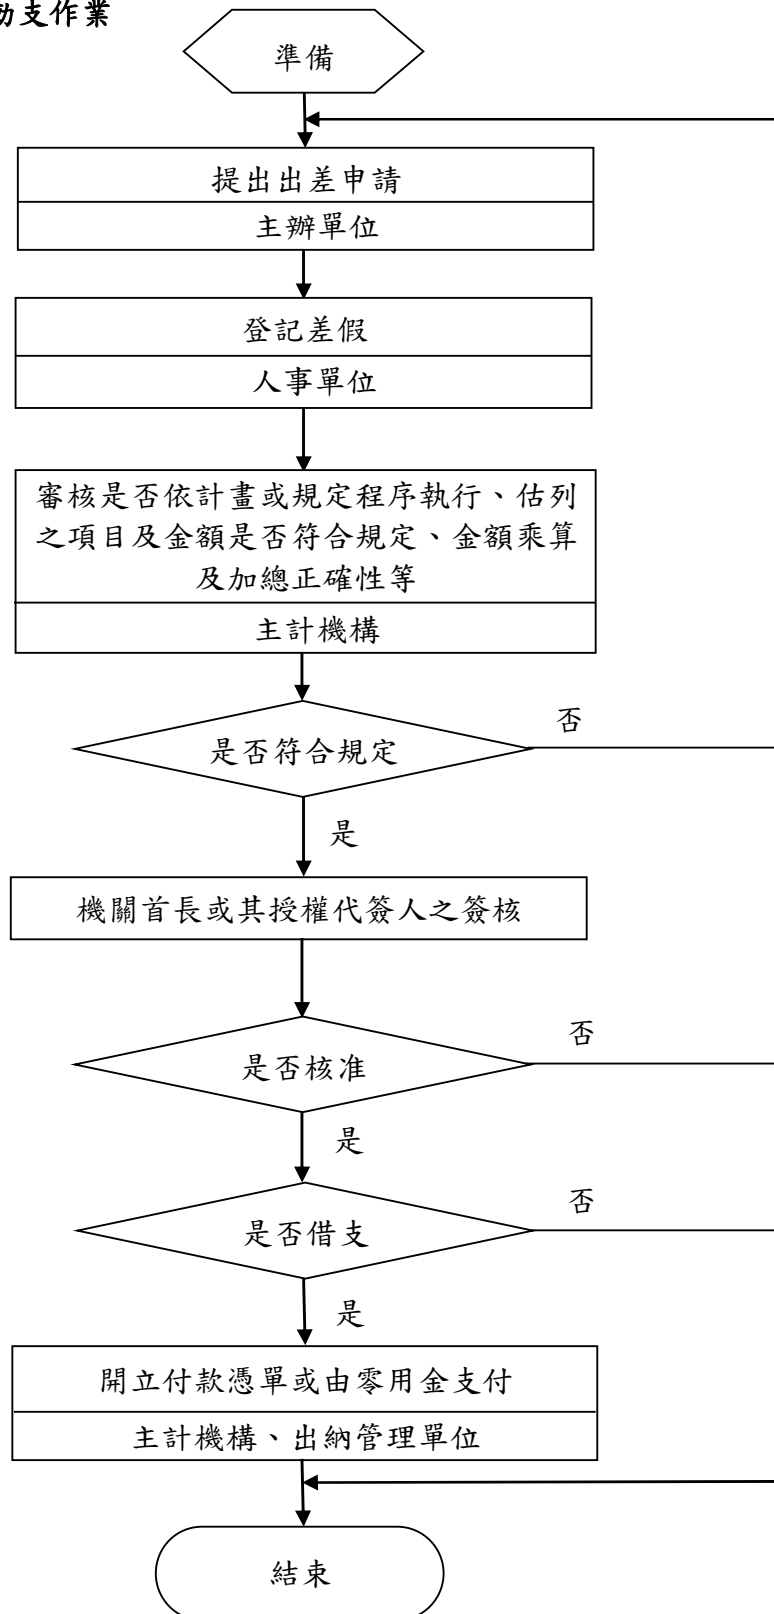 動支作業
準備
提出出差申請
主辦單位
登記差假
人事單位
審核是否依計畫或規定程序執行、估列
之項目及金額是否符合規定、金額乘算
及加總正確性等
主計機構
是否符合規定
否
是
機關首長或其授權代簽人之簽核
是否核准
否
是
是否借支
否
是
開立付款憑單或由零用金支付
主計機構、出納管理單位
結束